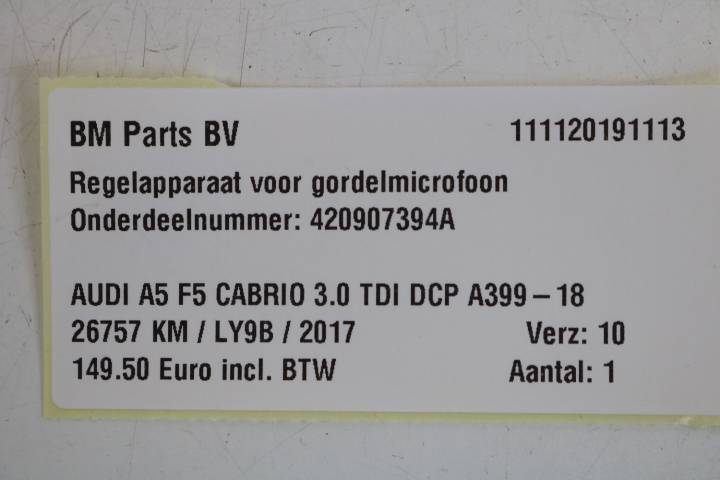 BM Parts BV 111120191113
Regelapparaat voor gordelmicrofoon
Onderdeelnummer: 420907394A
AUDI A5 F5 CABRIO 3.0 TDI DCP A399 – 18
26757 KM / LY9B / 2017 Verz: 10
149.50 Euro incl. BTW Aantal: 1